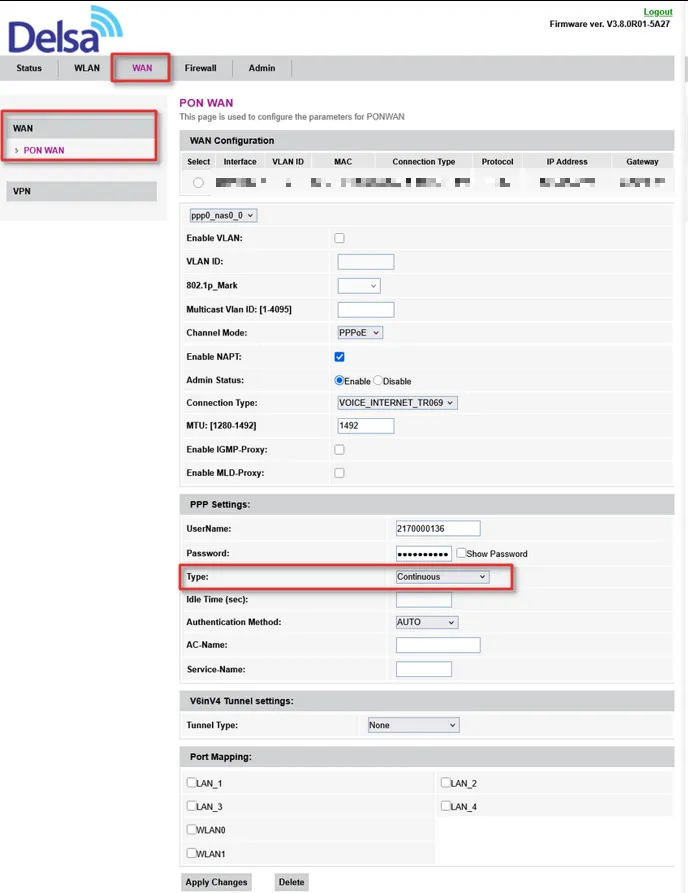 Logout
Firmware ver. V3.8.0R01-5A27
Delsa
Status WLAN WAN Firewall Admin
WAN
› PON WAN
VPN
PON WAN
This page is used to configure the parameters for PONWAN
WAN Configuration
Select Interface VLAN ID MAC Connection Type Protocol IP Address Gateway
ppp0_nas0_0
Enable VLAN:
VLAN ID:
802.1p_Mark
Multicast Vlan ID: [1-4095]
Channel Mode: PPPoE
Enable NAPT:
Admin Status: Enable Disable
Connection Type: VOICE_INTERNET_TR069
MTU: [1280-1492] 1492
Enable IGMP-Proxy:
Enable MLD-Proxy:
PPP Settings:
UserName: 2170000136
Password: •••••••••• Show Password
Type: Continuous
Idle Time (sec):
Authentication Method: AUTO
AC-Name:
Service-Name:
V6inV4 Tunnel settings:
Tunnel Type: None
Port Mapping:
LAN_1 LAN_2
LAN_3 LAN_4
WLAN0
WLAN1
Apply Changes Delete